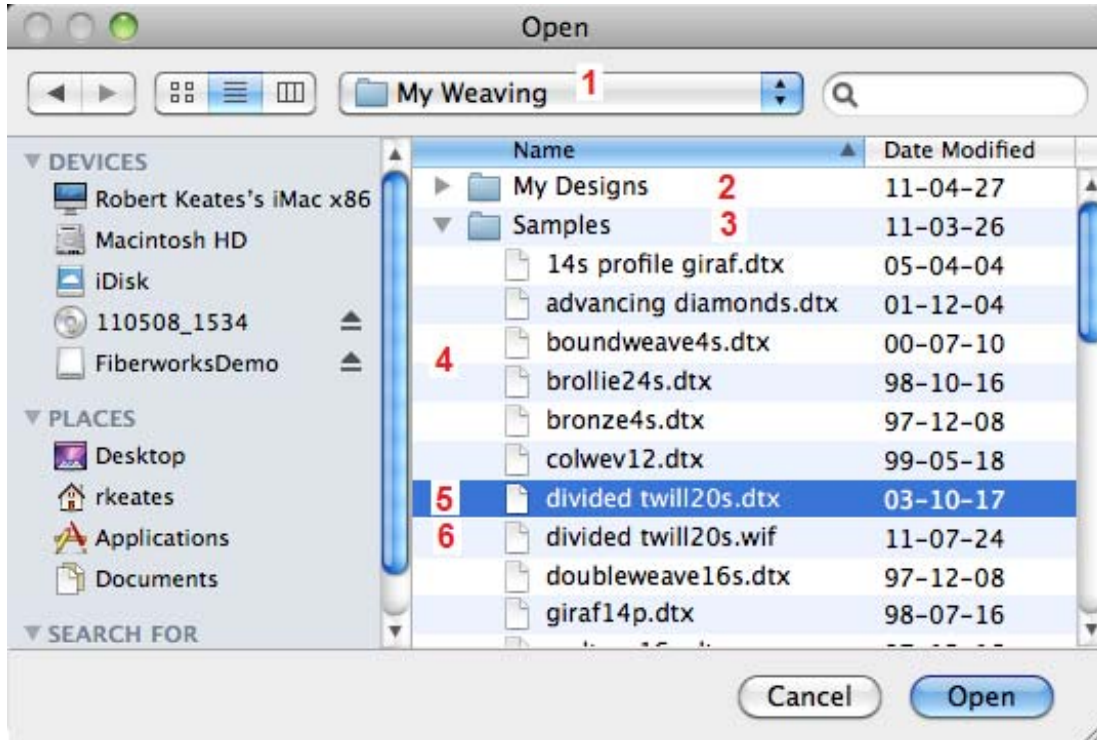 Open
My Weaving 1
DEVICES
Robert Keates's iMac x86
Macintosh HD
iDisk
110508_1534
FiberworksDemo
PLACES
Desktop
rkeates
Applications
Documents
SEARCH FOR
Name Date Modified
My Designs 2 11-04-27
Samples 3 11-03-26
14s profile giraf.dtx 05-04-04
advancing diamonds.dtx 01-12-04
boundweave4s.dtx 00-07-10
4
brollie24s.dtx 98-10-16
bronze4s.dtx 97-12-08
colwev12.dtx 99-05-18
5 divided twill20s.dtx 03-10-17
6 divided twill20s.wif 11-07-24
doubleweave16s.dtx 97-12-08
giraf14p.dtx 98-07-16
Cancel Open